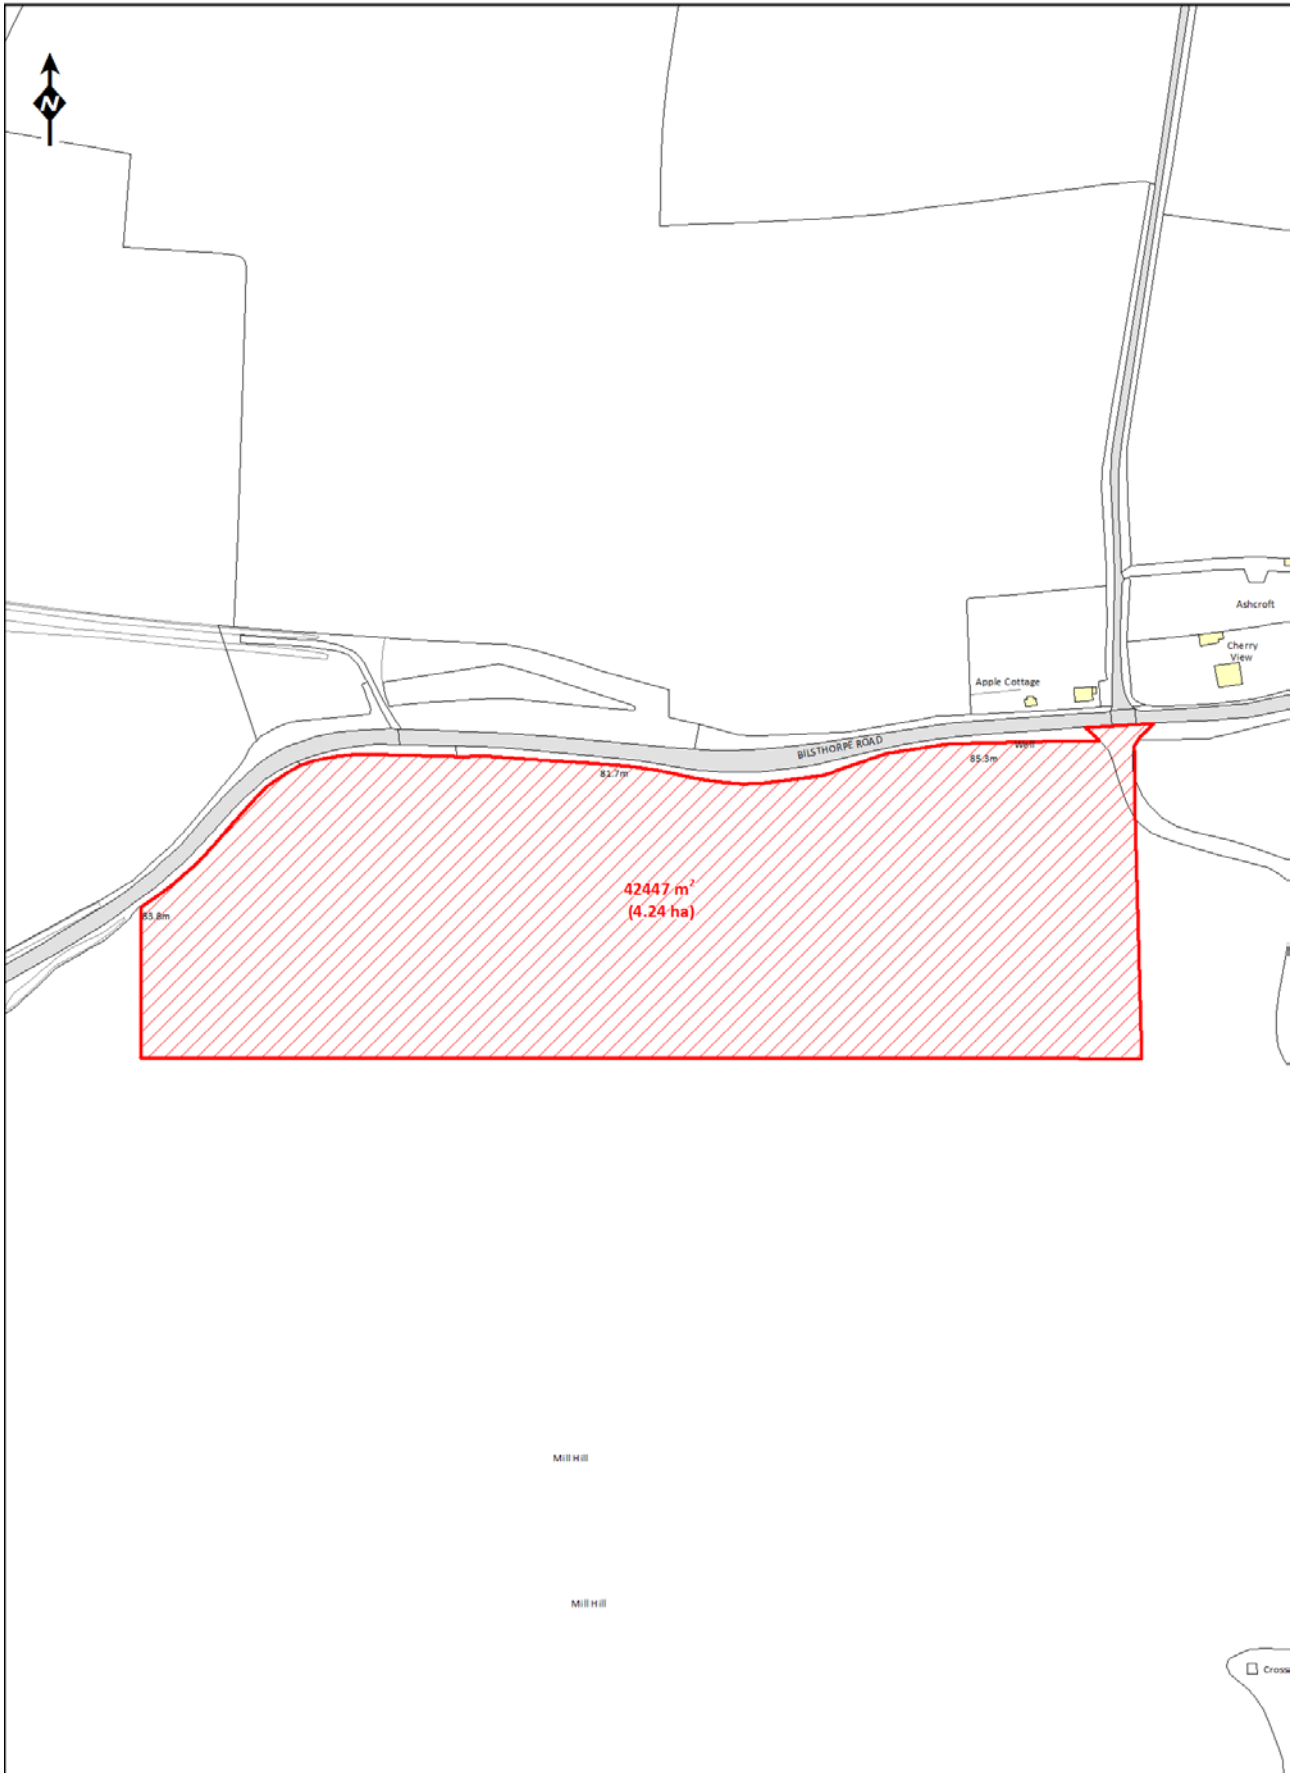 N
Ashcroft
Cherry
View
Apple Cottage
BILSTHORPE ROAD
Well
85.3m
81.7m
42447 m²
(4.24 ha)
83.8m
Mill Hill
Mill Hill
Cross